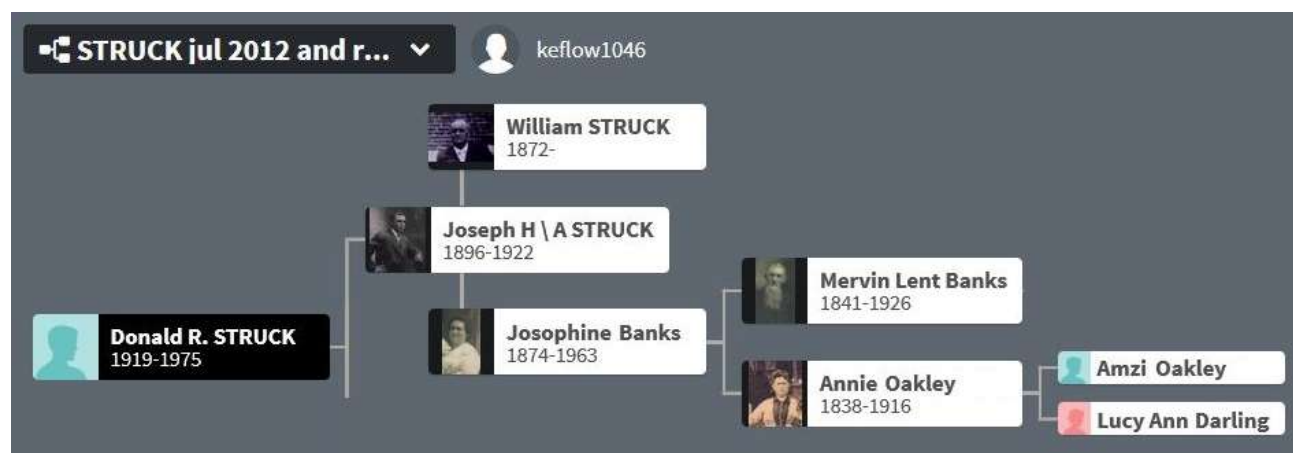 STRUCK jul 2012 and r...
keflow1046
William STRUCK
1872-
Joseph H \ A STRUCK
1896-1922
Mervin Lent Banks
1841-1926
Donald R. STRUCK
1919-1975
Josophine Banks
1874-1963
Annie Oakley
1838-1916
Amzi Oakley
Lucy Ann Darling